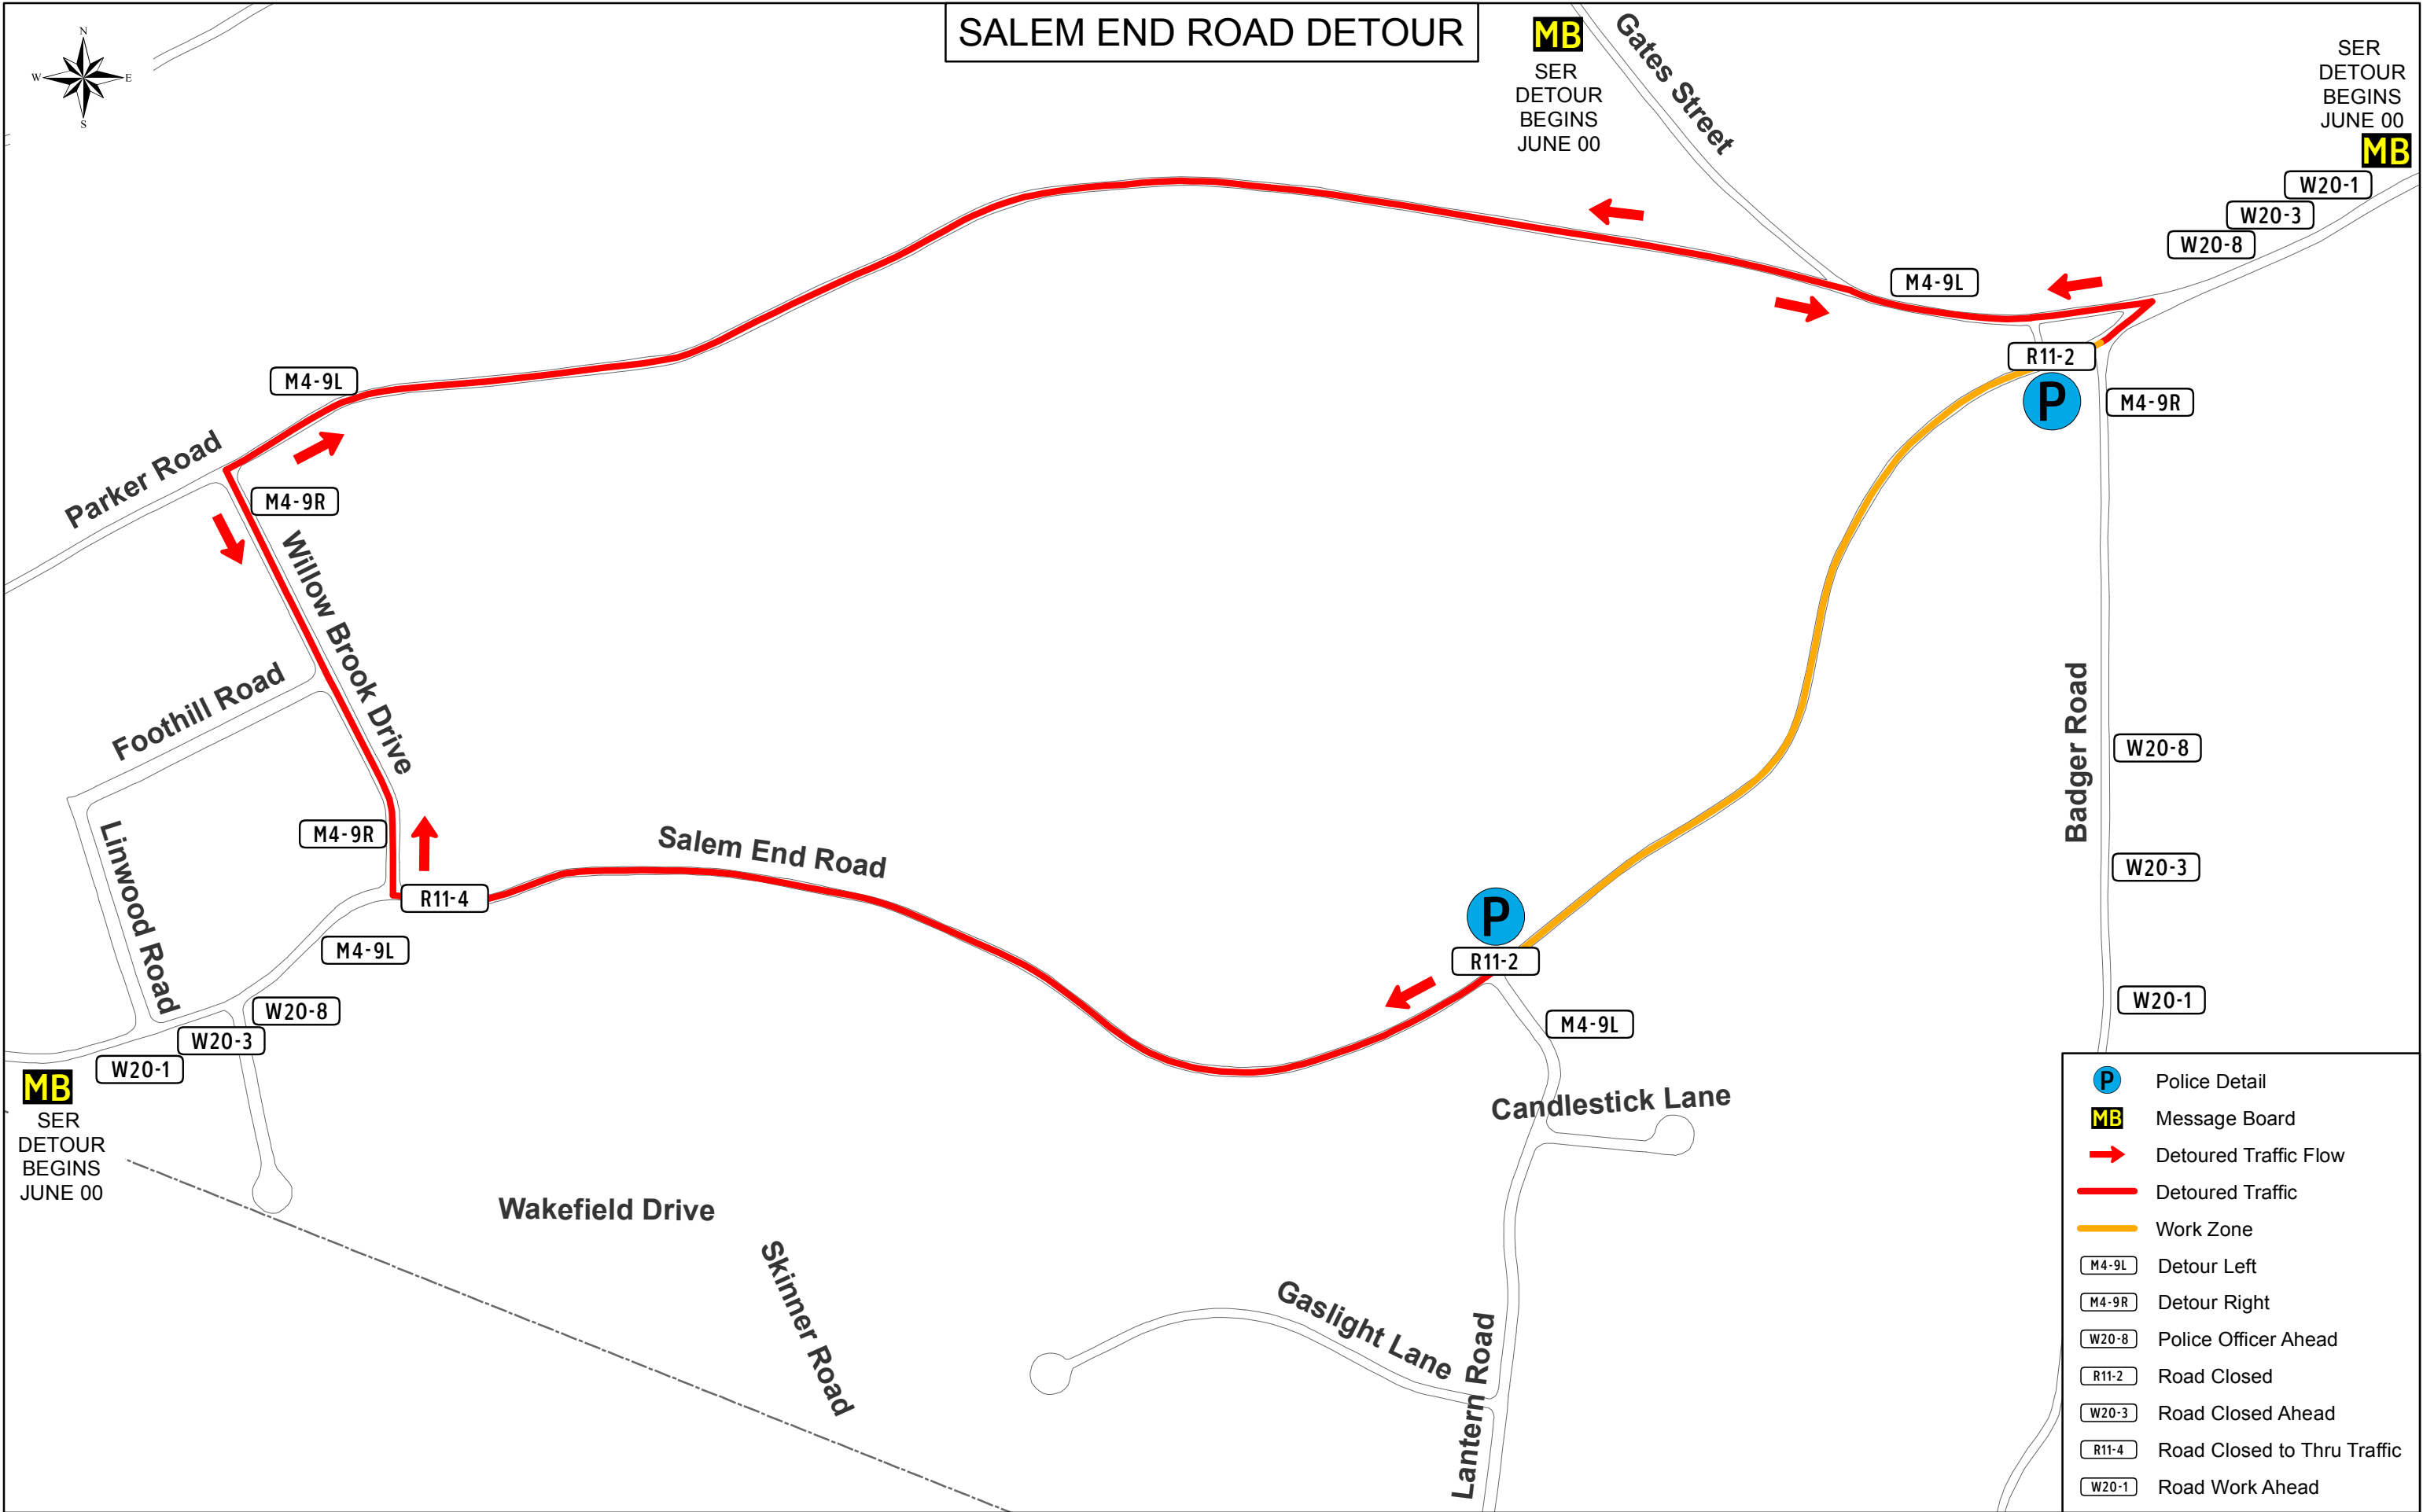 SALEM END ROAD DETOUR
N
W
E
S
MB
SER
DETOUR
BEGINS
JUNE 00
Gates Street
SER
DETOUR
BEGINS
JUNE 00
MB
W20-1
W20-3
W20-8
M4-9L
R11-2
P
M4-9R
M4-9L
Parker Road
M4-9R
Willow Brook Drive
Foothill Road
Linwood Road
M4-9R
R11-4
M4-9L
Salem End Road
W20-8
W20-3
W20-1
MB
SER
DETOUR
BEGINS
JUNE 00
P
R11-2
M4-9L
Badger Road
W20-8
W20-3
W20-1
Candlestick Lane
Wakefield Drive
Skinner Road
Gaslight Lane
Lantern Road
P Police Detail
MB Message Board
Detoured Traffic Flow
Detoured Traffic
Work Zone
M4-9L Detour Left
M4-9R Detour Right
W20-8 Police Officer Ahead
R11-2 Road Closed
W20-3 Road Closed Ahead
R11-4 Road Closed to Thru Traffic
W20-1 Road Work Ahead